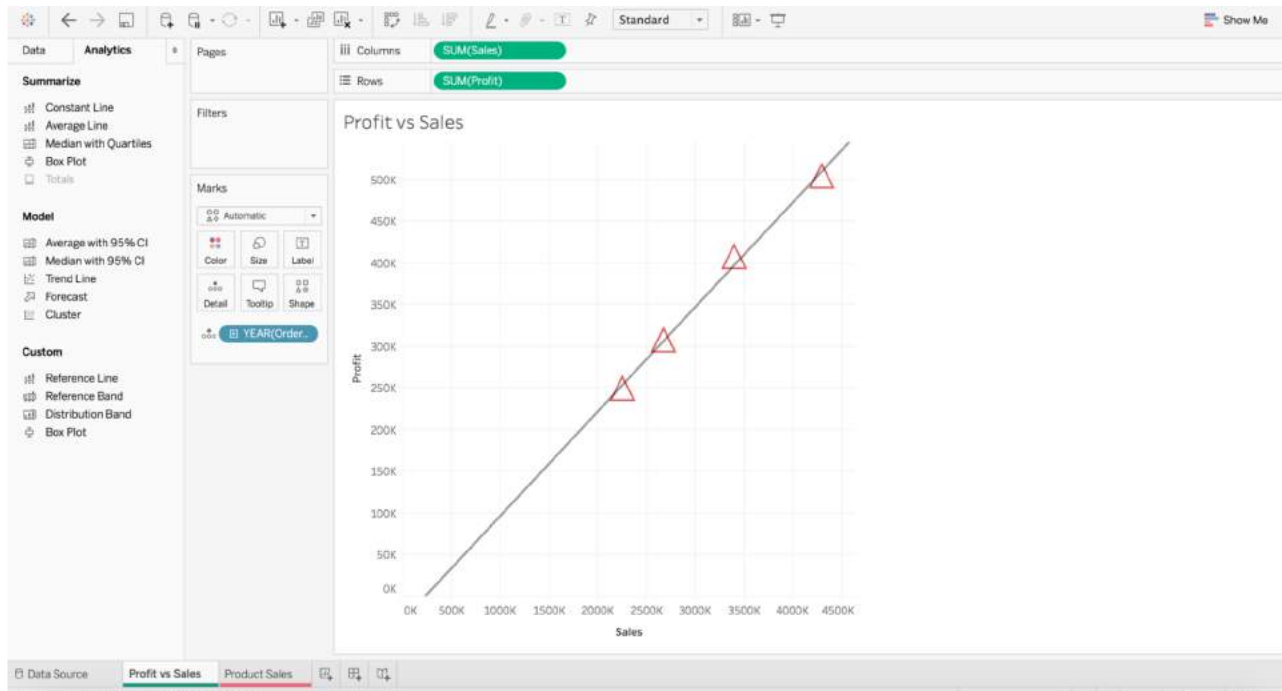 Standard
Show Me
Data Analytics
Pages
iii Columns SUM(Sales)
Rows SUM(Profit)
Summarize
Constant Line
Average Line
Median with Quartiles
Box Plot
Totals
Model
Average with 95% CI
Median with 95% CI
Trend Line
Forecast
Cluster
Custom
Reference Line
Reference Band
Distribution Band
Box Plot
Filters
Marks
Automatic
Color Size Label
Detail Tooltip Shape
YEAR(Order..
Profit vs Sales
500K
450K
400K
350K
300K
250K
200K
150K
100K
50K
0K
Profit
0K 500K 1000K 1500K 2000K 2500K 3000K 3500K 4000K 4500K
Sales
Data Source Profit vs Sales Product Sales